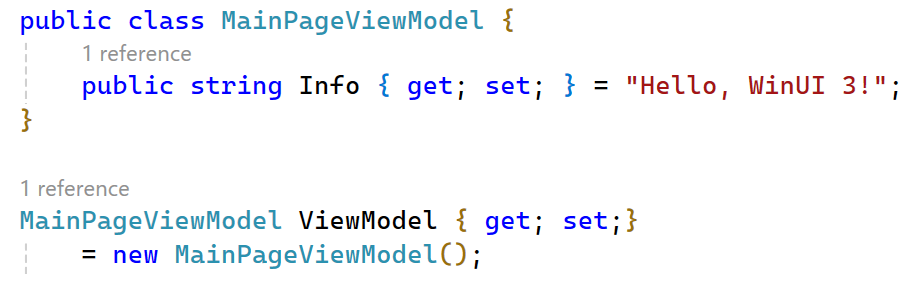 public class MainPageViewModel {
1 reference
public string Info { get; set; } = "Hello, WinUI 3!";
}
1 reference
MainPageViewModel ViewModel { get; set;}
= new MainPageViewModel();